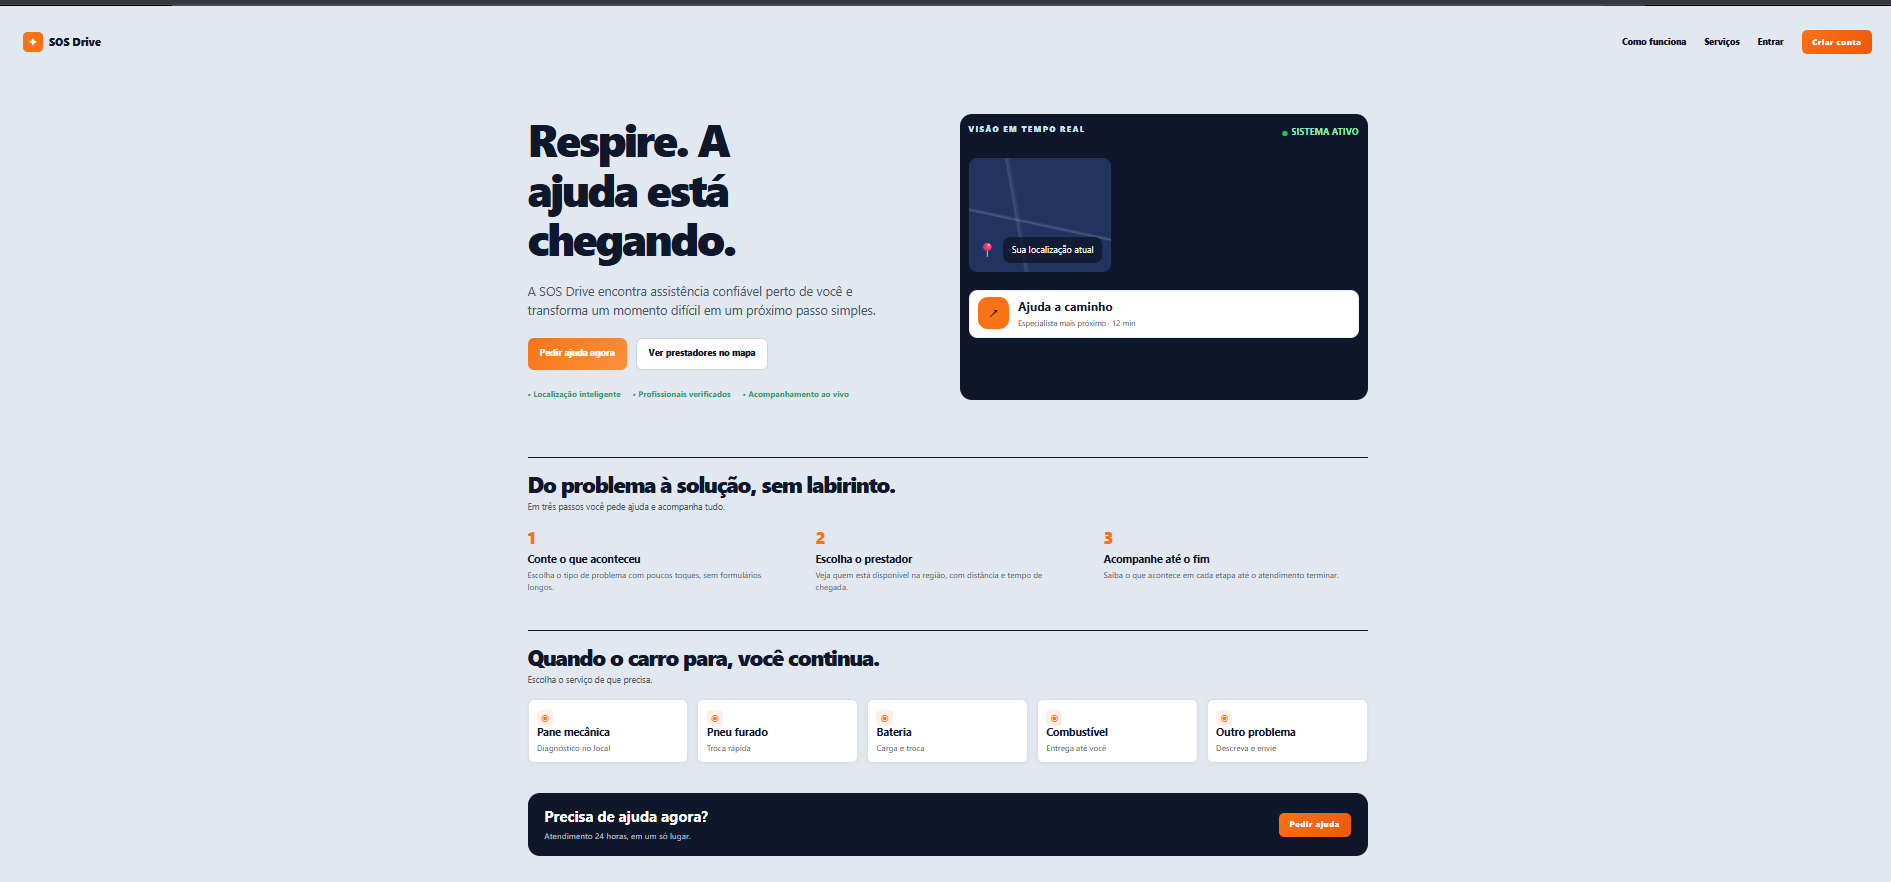 SOS Drive
Como funciona
Serviços
Entrar
Criar conta
Respire. A
ajuda está
chegando.
A SOS Drive encontra assistência confiável perto de você e
transforma um momento difícil em um próximo passo simples.
Pedir ajuda agora
Ver prestadores no mapa
• Localização inteligente
• Profissionais verificados
• Acompanhamento ao vivo
VISÃO EM TEMPO REAL
SISTEMA ATIVO
Sua localização atual
Ajuda a caminho
Especialista mais próximo · 12 min
Do problema à solução, sem labirinto.
Em três passos você pede ajuda e acompanha tudo.
1
Conte o que aconteceu
Escolha o tipo de problema com poucos toques, sem formulários
longos.
2
Escolha o prestador
Veja quem está disponível na região, com distância e tempo de
chegada.
3
Acompanhe até o fim
Saiba o que acontece em cada etapa até o atendimento terminar.
Quando o carro para, você continua.
Escolha o serviço de que precisa.
Pane mecânica
Diagnóstico no local
Pneu furado
Troca rápida
Bateria
Carga e troca
Combustível
Entrega até você
Outro problema
Descreva e envie
Precisa de ajuda agora?
Atendimento 24 horas, em um só lugar.
Pedir ajuda